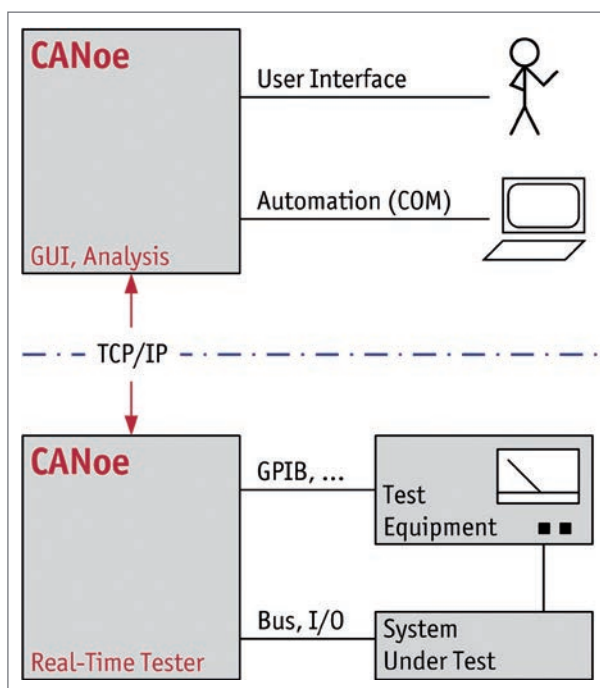 CANoe
User Interface
Automation (COM)
GUI, Analysis
TCP/IP
CANoe
GPIB, ...
Test
Equipment
Bus, I/O
System
Under Test
Real-Time Tester